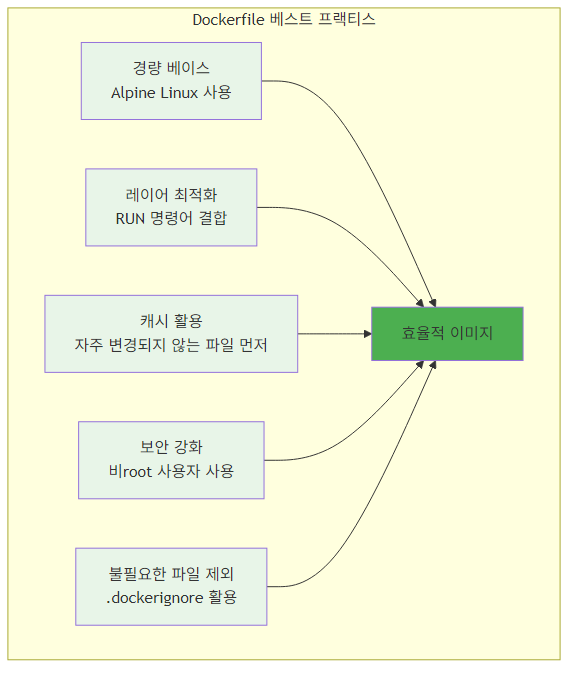 Dockerfile 베스트 프랙티스
경량 베이스
Alpine Linux 사용
레이어 최적화
RUN 명령어 결합
캐시 활용
자주 변경되지 않는 파일 먼저
효율적 이미지
보안 강화
비root 사용자 사용
불필요한 파일 제외
.dockerignore 활용